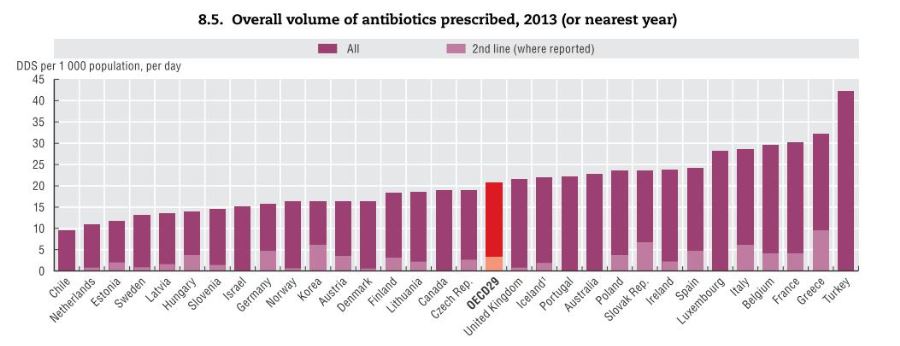 8.5. Overall volume of antibiotics prescribed, 2013 (or nearest year)
All
2nd line (where reported)
DDS per 1 000 population, per day
45
40
35
30
25
20
15
10
5
0
Chile
Netherlands
Estonia
Sweden
Latvia
Hungary
Slovenia
Israel
Germany
Norway
Korea
Austria
Denmark
Finland
Lithuania
Canada
Czech Rep.
OECD29
United Kingdom
Iceland¹
Portugal
Australia
Poland
Slovak Rep.
Ireland
Spain
Luxembourg
Italy
Belgium
France
Greece
Turkey